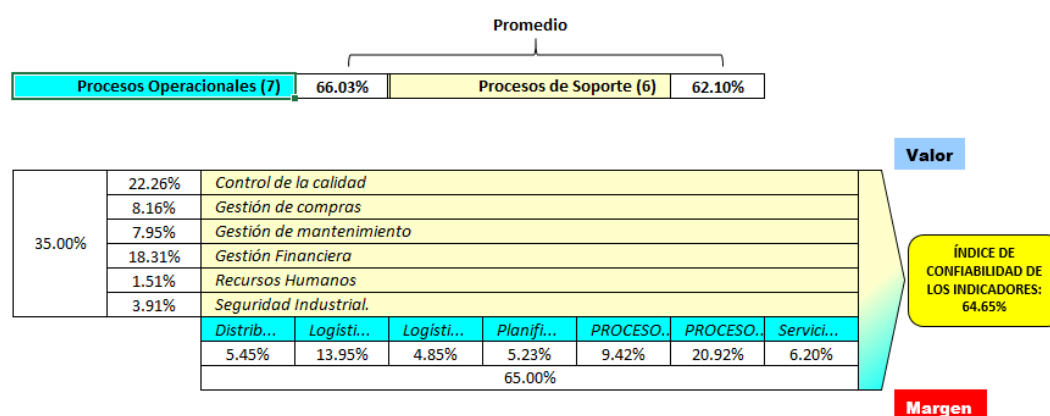 Promedio
Procesos Operacionales (7) 66.03% Procesos de Soporte (6) 62.10%
Valor
35.00%
22.26% Control de la calidad
8.16% Gestión de compras
7.95% Gestión de mantenimiento
18.31% Gestión Financiera
1.51% Recursos Humanos
3.91% Seguridad Industrial.
ÍNDICE DE
CONFIABILIDAD DE
LOS INDICADORES:
64.65%
Distrib... Logísti... Logísti... Planifi... PROCESO.. PROCESO.. Servici...
5.45% 13.95% 4.85% 5.23% 9.42% 20.92% 6.20%
65.00%
Margen